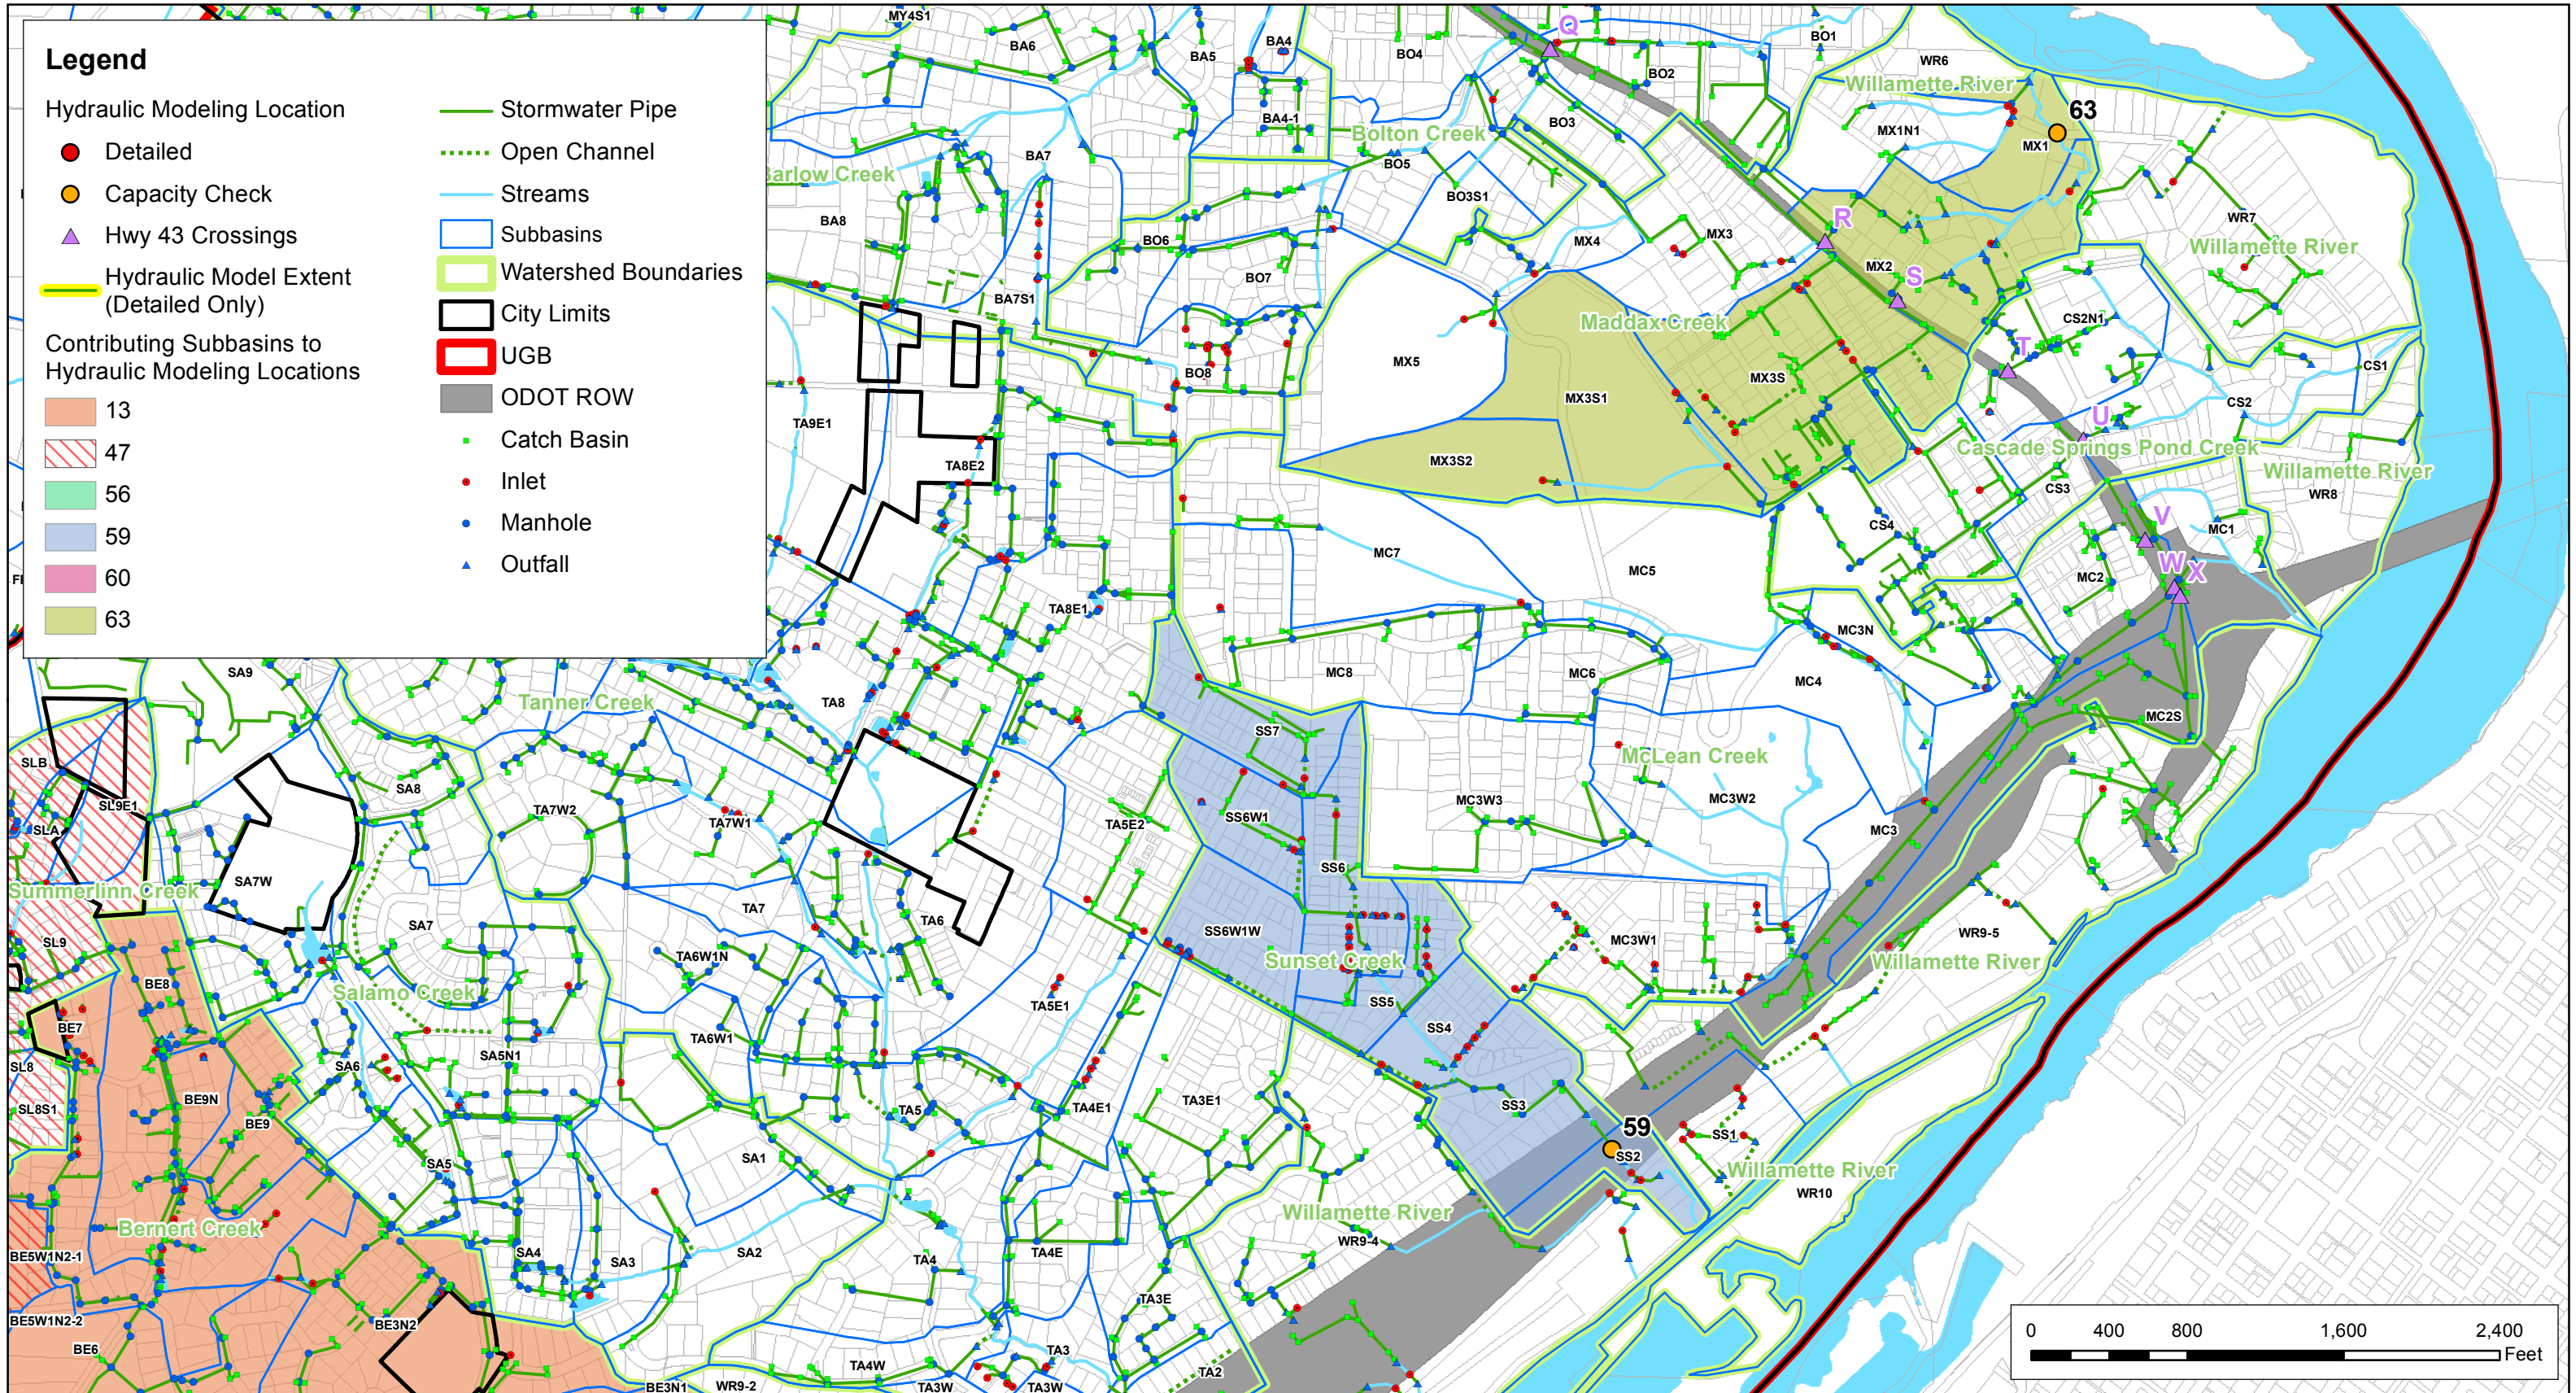 Legend
Hydraulic Modeling Location
Detailed
Capacity Check
Hwy 43 Crossings
Hydraulic Model Extent
(Detailed Only)
Contributing Subbasins to
Hydraulic Modeling Locations
13
47
56
59
60
63
Stormwater Pipe
Open Channel
Streams
Subbasins
Watershed Boundaries
City Limits
UGB
ODOT ROW
Catch Basin
Inlet
Manhole
Outfall
MY4S1
BA6
BA5
BA4
BO4
Q
BO2
BO1
WR6
Willamette River
63
BA4-1
Bolton Creek
BO3
MX1N1
MX1
BA7
BO5
Barlow Creek
BO3S1
BA8
BO6
MX4
MX3
R
WR7
Willamette River
BO7
MX2
S
BA7S1
Maddax Creek
CS2N1
T
MX5
BO8
MX3S
CS1
MX3S1
CS2
U
TA9E1
Cascade Springs Pond Creek
MX3S2
TA8E2
Willamette River
CS3
WR8
V
CS4
MC1
MC7
W
X
MC5
MC2
TA8E1
MC3N
SA9
MC8
MC6
MC4
Tanner Creek
TA8
SS7
MC2S
McLean Creek
SLB
SA8
SL9E1
MC3W3
MC3W2
TA7W2
TA7W1
TA5E2
SS6W1
SLA
MC3
SS6
SA7W
Summerlinn Creek
TA7
TA6
SA7
SS6W1W
WR9-5
SL9
MC3W1
TA6W1N
Sunset Creek
Willamette River
BE8
Salamo Creek
SS5
TA5E1
BE7
SS4
TA6W1
SA5N1
SL8
SA6
BE9N
SS3
SL8S1
TA5
TA4E1
TA3E1
BE9
59
SS1
SA1
SS2
SA5
Willamette River
WR10
Willamette River
Bernert Creek
WR9-4
SA4
SA2
TA4E
BE5W1N2-1
SA3
TA4
TA3E
BE5W1N2-2
BE3N2
BE6
TA3
TA4W
TA2
BE3N1
WR9-2
TA3W
TA3W
0
400
800
1,600
2,400
Feet